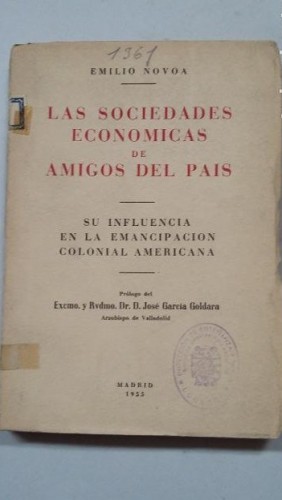 1361
EMILIO NOVOA
LAS SOCIEDADES
ECONOMICAS
DE
AMIGOS DEL PAIS
SU INFLUENCIA
EN LA EMANCIPACION
COLONIAL AMERICANA
Prólogo del
Excmo. y Rvdmo. Dr. D. José García Goldara
Arzobispo de Valladolid
MADRID
1955